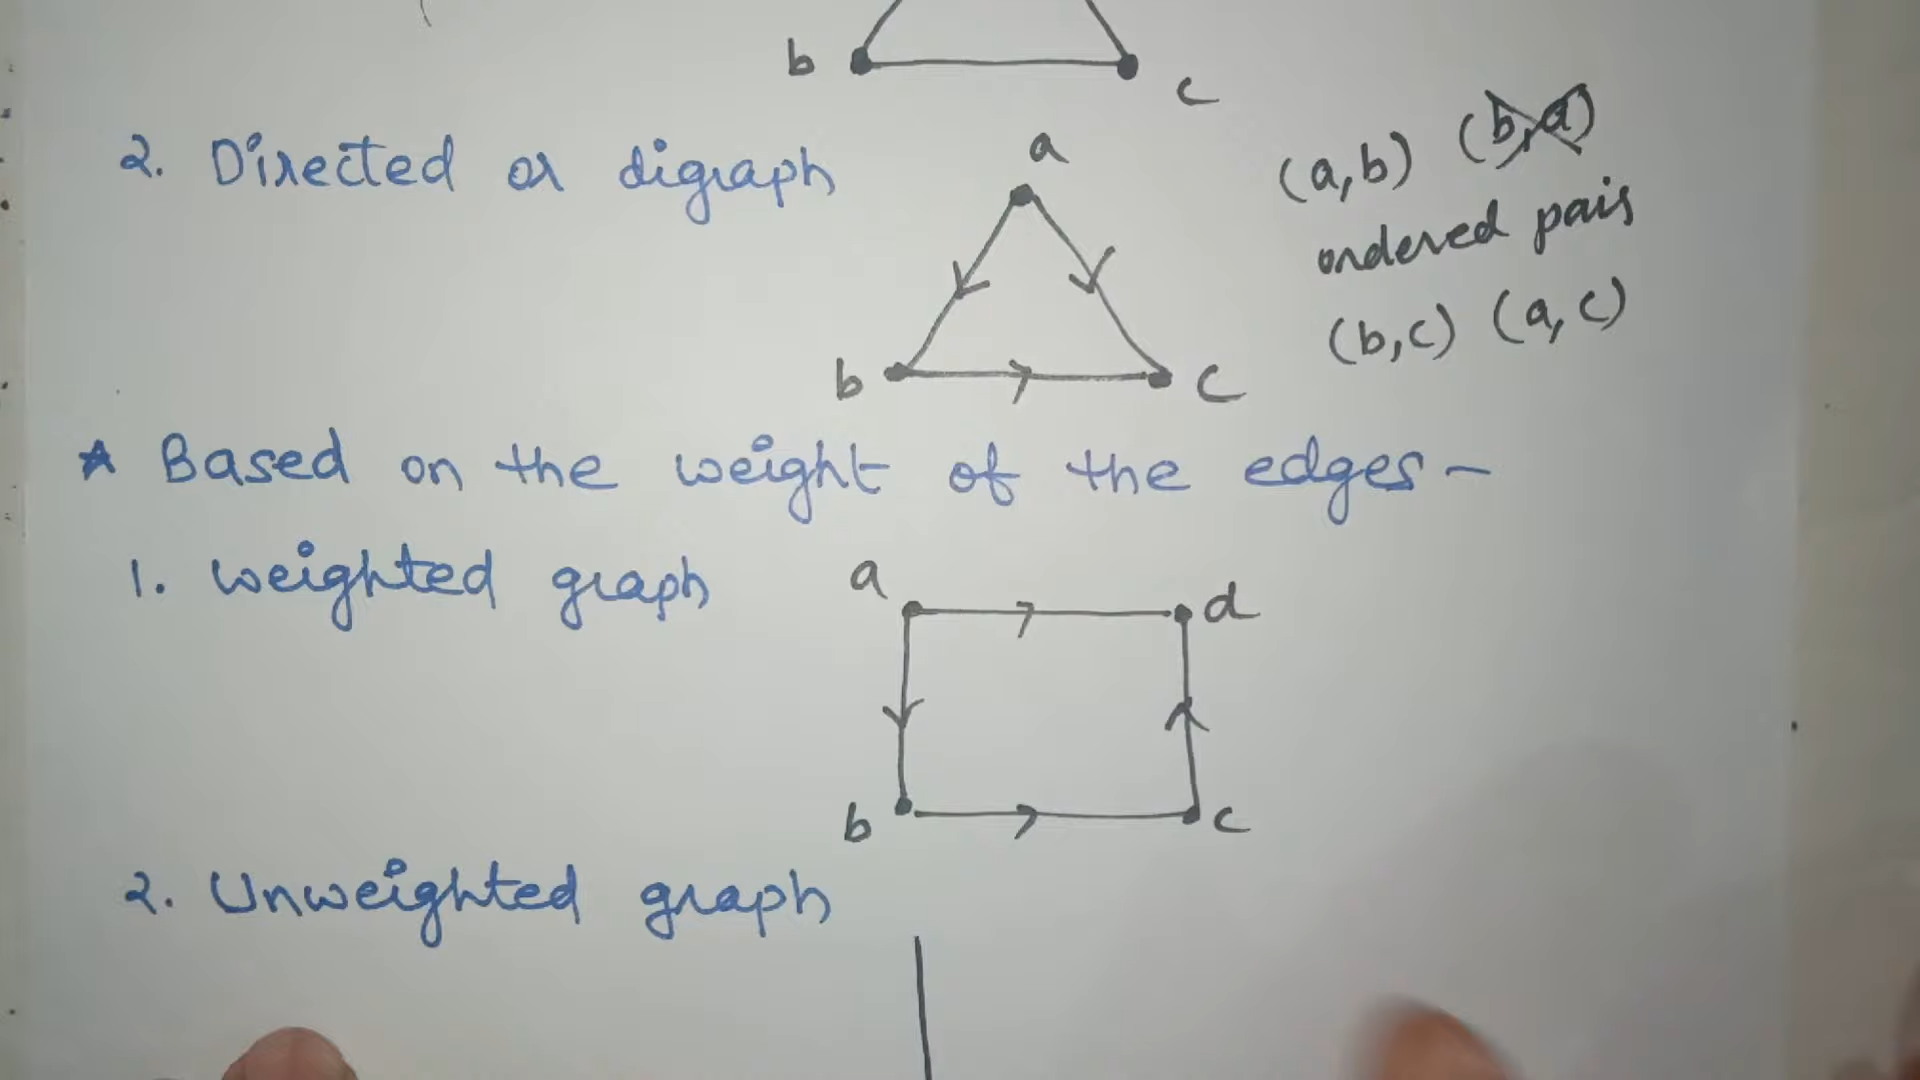 b
c
2. Directed or digraph
a
(a,b) (b,a)
ordered pais
b
c
(b,c) (a,c)
* Based on the weight of the edges-
1. weighted graph
a
d
b
c
2. Unweighted graph